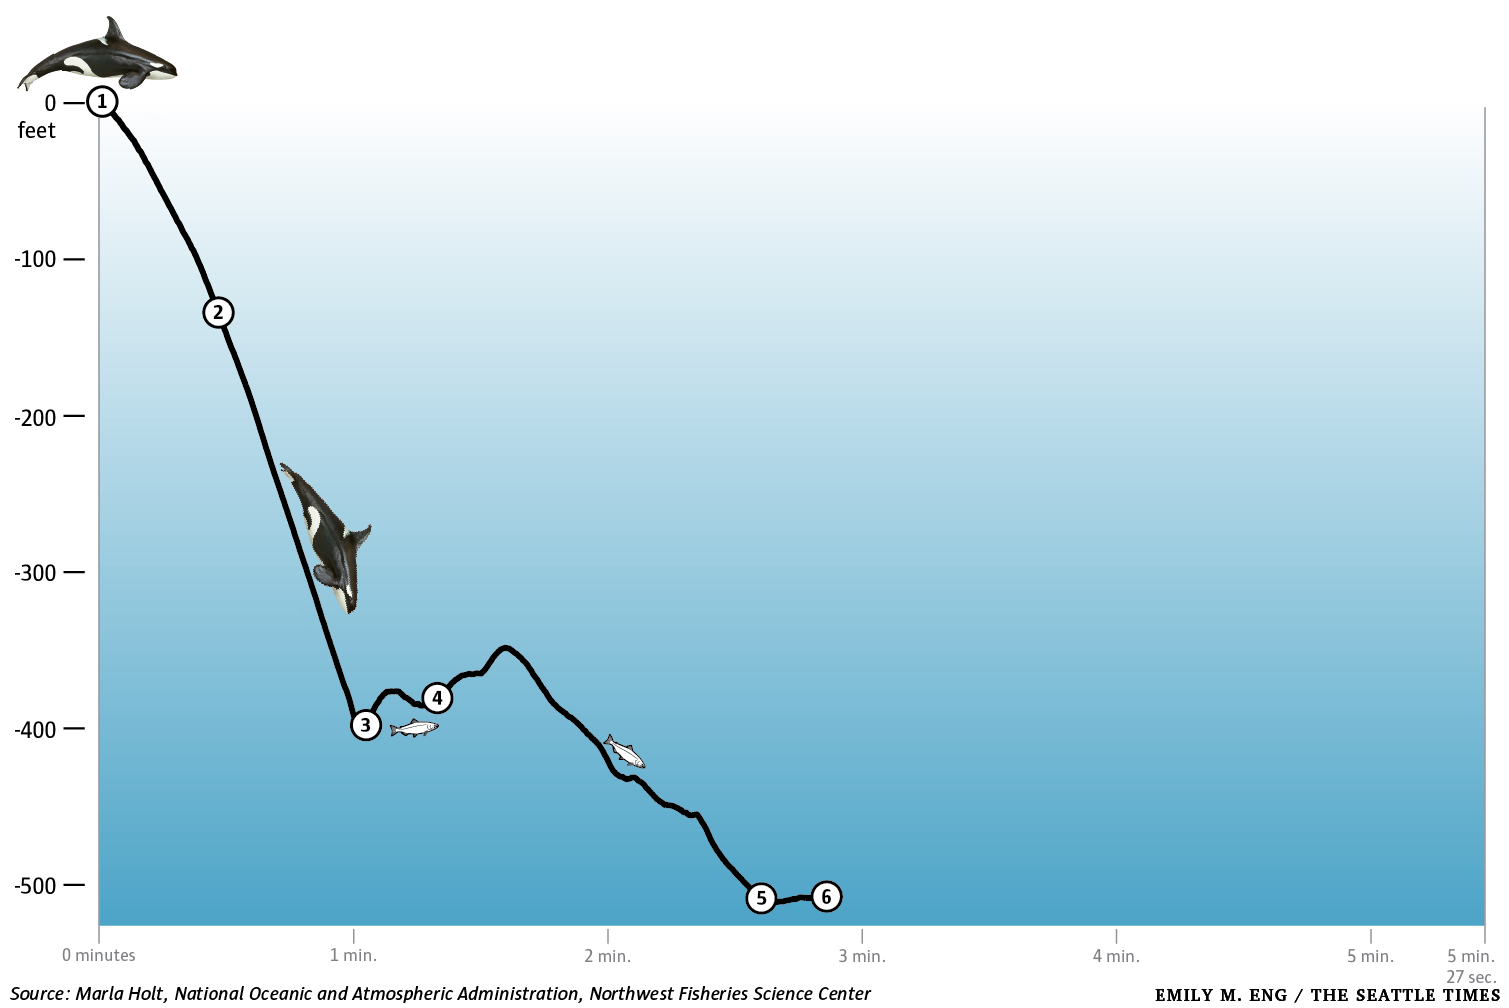 1
0
feet
-100
2
-200
-300
4
3
-400
-500
5
6
0 minutes
1 min.
2 min.
3 min.
4 min.
5 min.
5 min.
27 sec.
Source: Marla Holt, National Oceanic and Atmospheric Administration, Northwest Fisheries Science Center
EMILY M. ENG / THE SEATTLE TIMES